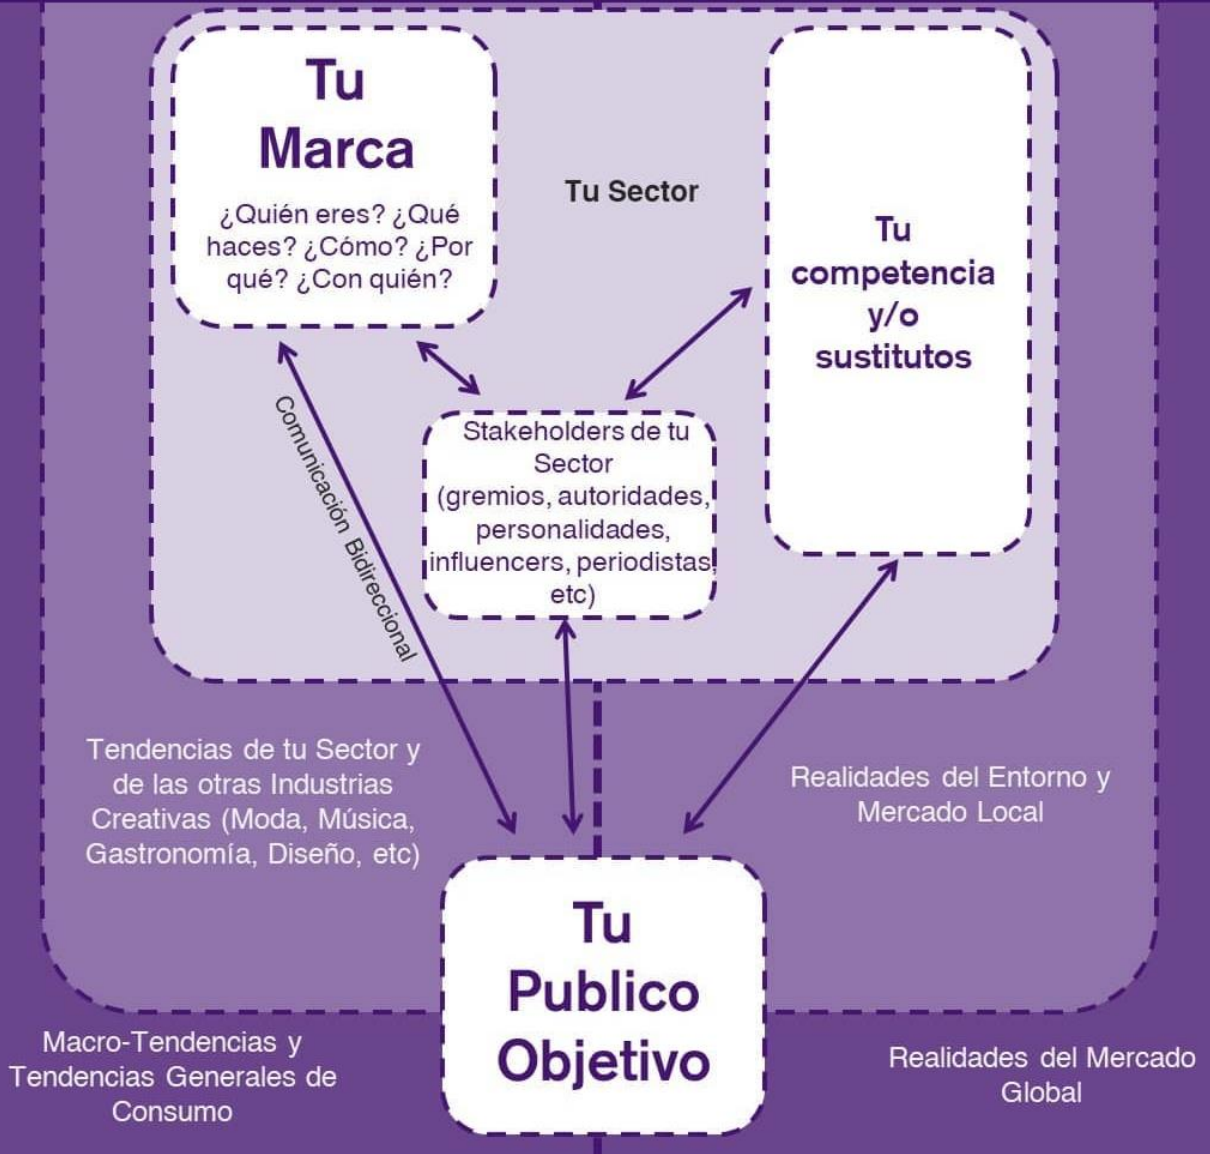 Tu
Marca
¿Quién eres? ¿Qué
haces? ¿Cómo? ¿Por
qué? ¿Con quién?
Tu Sector
Tu
competencia
y/o
sustitutos
Comunicación Bidireccional
Stakeholders de tu
Sector
(gremios, autoridades,
personalidades,
influencers, periodistas,
etc)
Tendencias de tu Sector y
de las otras Industrias
Creativas (Moda, Música,
Gastronomía, Diseño, etc)
Realidades del Entorno y
Mercado Local
Tu
Publico
Objetivo
Macro-Tendencias y
Tendencias Generales de
Consumo
Realidades del Mercado
Global